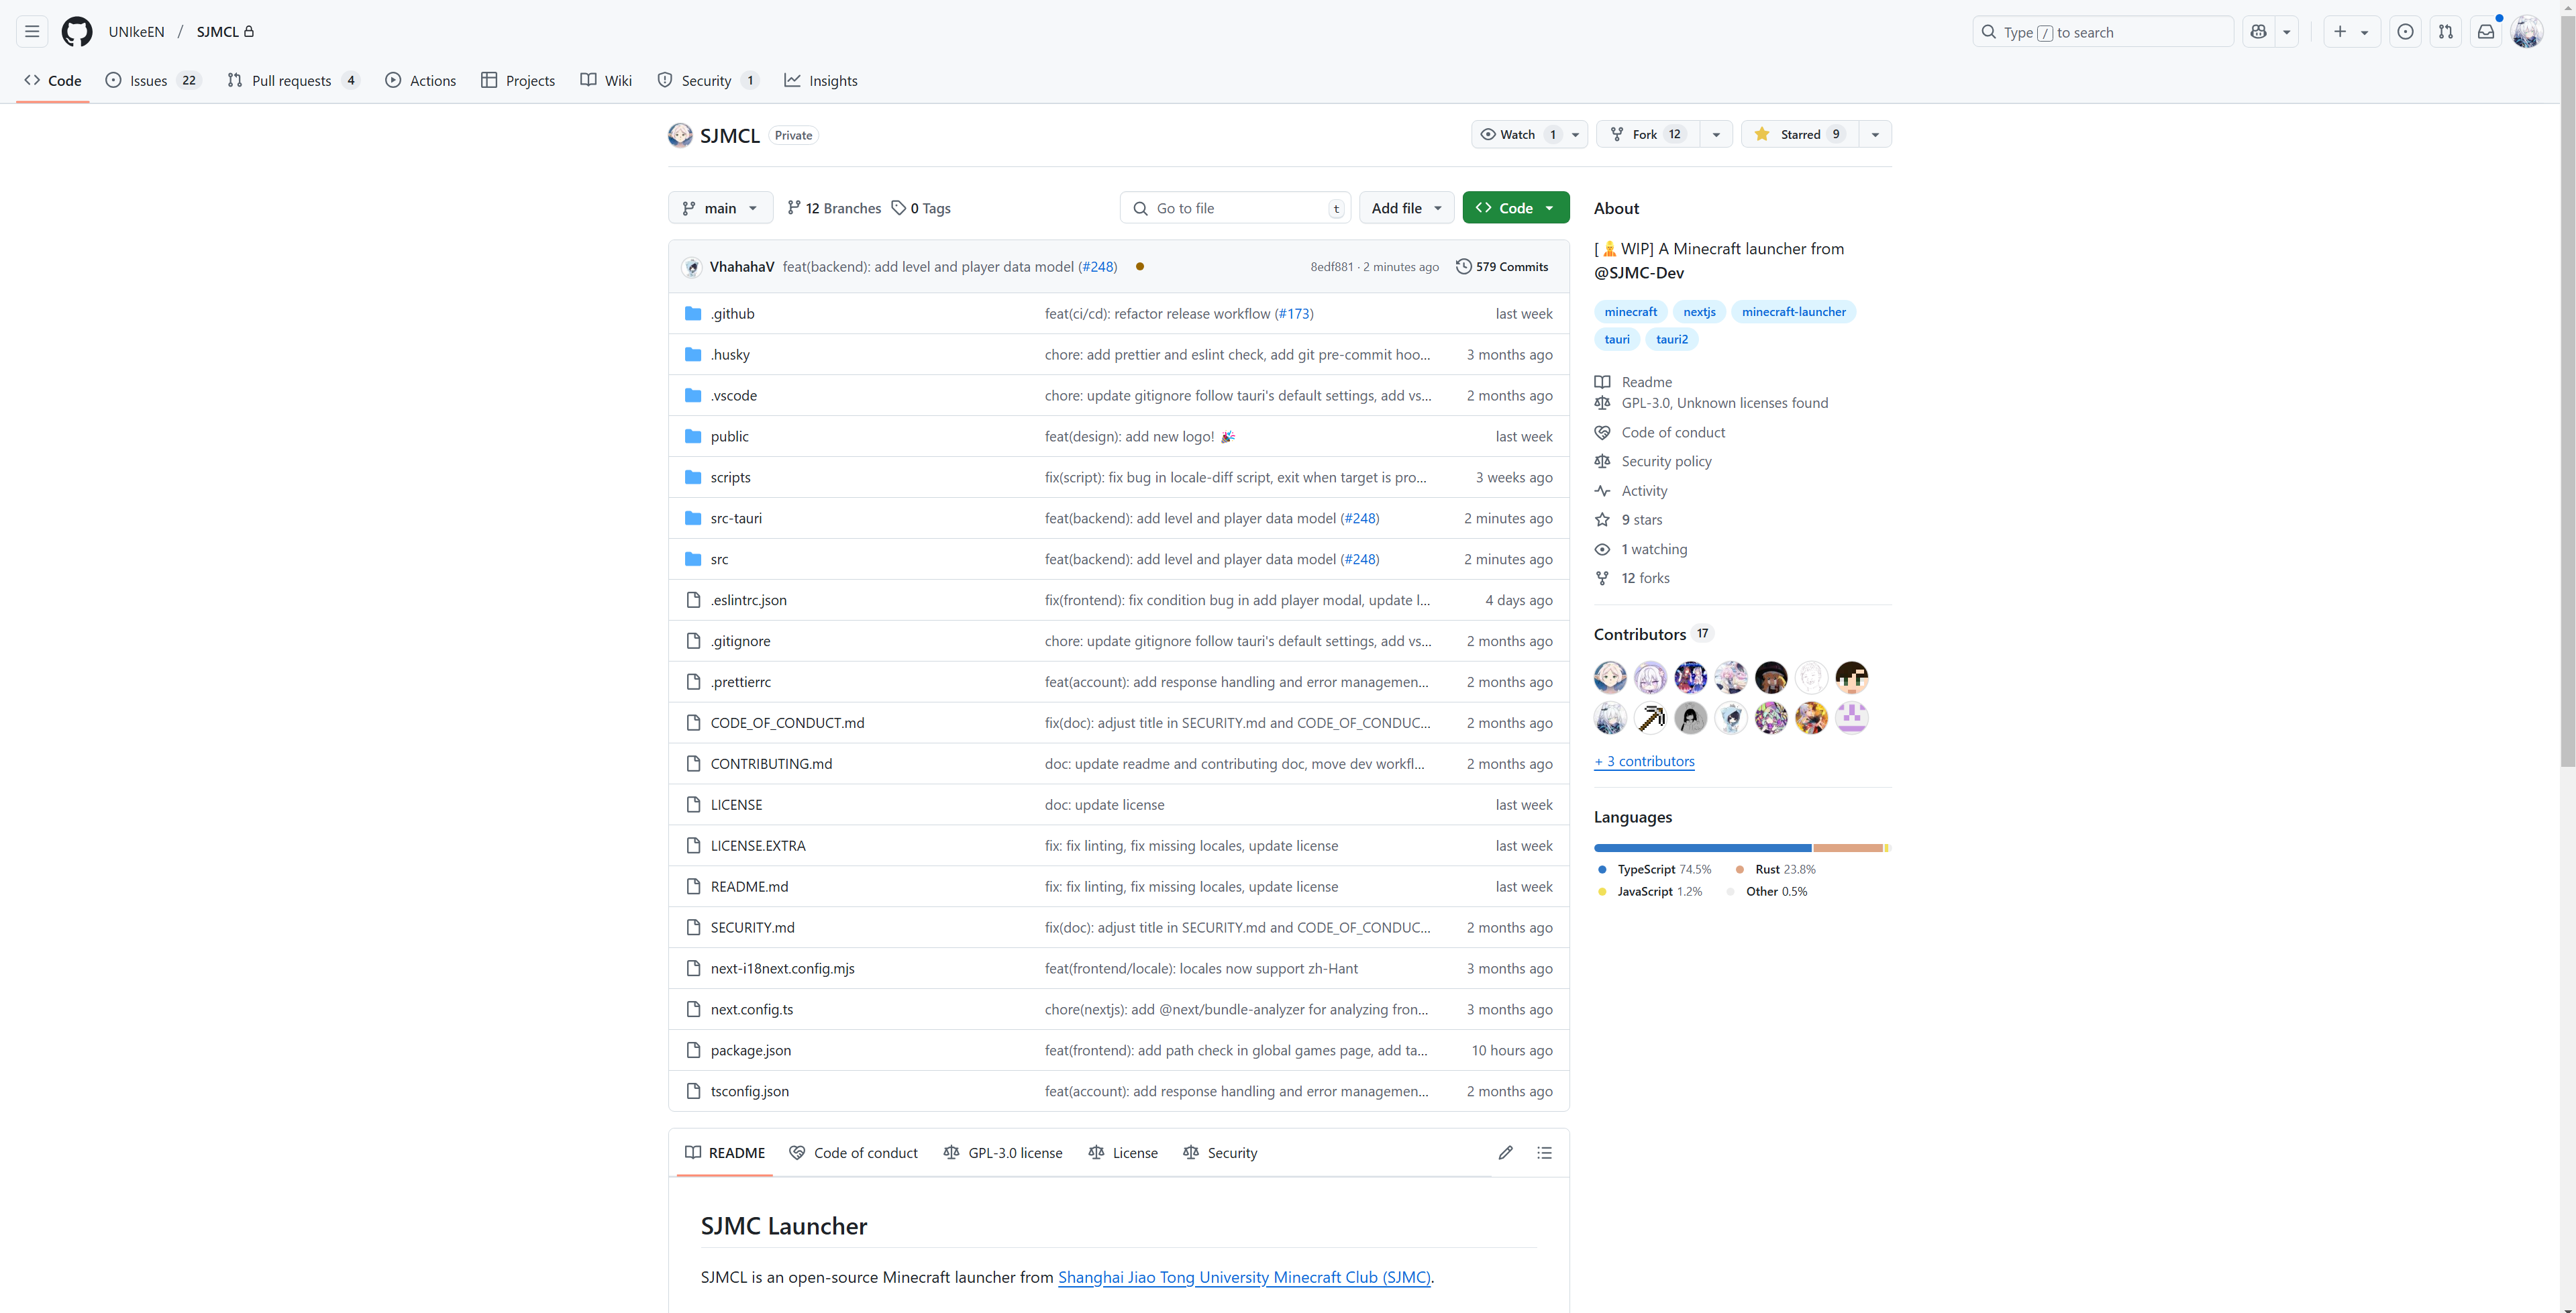 UNIkeEN / SJMCL
Type / to search
Code Issues 22 Pull requests 4 Actions Projects Wiki Security 1 Insights
SJMCL Private
Watch 1 Fork 12 Starred 9
main 12 Branches 0 Tags Go to file t Add file Code
VhahahaV feat(backend): add level and player data model (#248) 8edf881 · 2 minutes ago 579 Commits
.github feat(ci/cd): refactor release workflow (#173) last week
.husky chore: add prettier and eslint check, add git pre-commit hoo... 3 months ago
.vscode chore: update gitignore follow tauri's default settings, add vs... 2 months ago
public feat(design): add new logo! 🎉 last week
scripts fix(script): fix bug in locale-diff script, exit when target is pro... 3 weeks ago
src-tauri feat(backend): add level and player data model (#248) 2 minutes ago
src feat(backend): add level and player data model (#248) 2 minutes ago
.eslintrc.json fix(frontend): fix condition bug in add player modal, update l... 4 days ago
.gitignore chore: update gitignore follow tauri's default settings, add vs... 2 months ago
.prettierrc feat(account): add response handling and error managemen... 2 months ago
CODE_OF_CONDUCT.md fix(doc): adjust title in SECURITY.md and CODE_OF_CONDUC... 2 months ago
CONTRIBUTING.md doc: update readme and contributing doc, move dev workfl... 2 months ago
LICENSE doc: update license last week
LICENSE.EXTRA fix: fix linting, fix missing locales, update license last week
README.md fix: fix linting, fix missing locales, update license last week
SECURITY.md fix(doc): adjust title in SECURITY.md and CODE_OF_CONDUC... 2 months ago
next-i18next.config.mjs feat(frontend/locale): locales now support zh-Hant 3 months ago
next.config.ts chore(nextjs): add @next/bundle-analyzer for analyzing fron... 3 months ago
package.json feat(frontend): add path check in global games page, add ta... 10 hours ago
tsconfig.json feat(account): add response handling and error managemen... 2 months ago
README Code of conduct GPL-3.0 license License Security
SJMC Launcher
SJMCL is an open-source Minecraft launcher from Shanghai Jiao Tong University Minecraft Club (SJMC).
About
[ WIP] A Minecraft launcher from
@SJMC-Dev
minecraft nextjs minecraft-launcher
tauri tauri2
Readme
GPL-3.0, Unknown licenses found
Code of conduct
Security policy
Activity
9 stars
1 watching
12 forks
Contributors 17
+ 3 contributors
Languages
TypeScript 74.5% Rust 23.8%
JavaScript 1.2% Other 0.5%